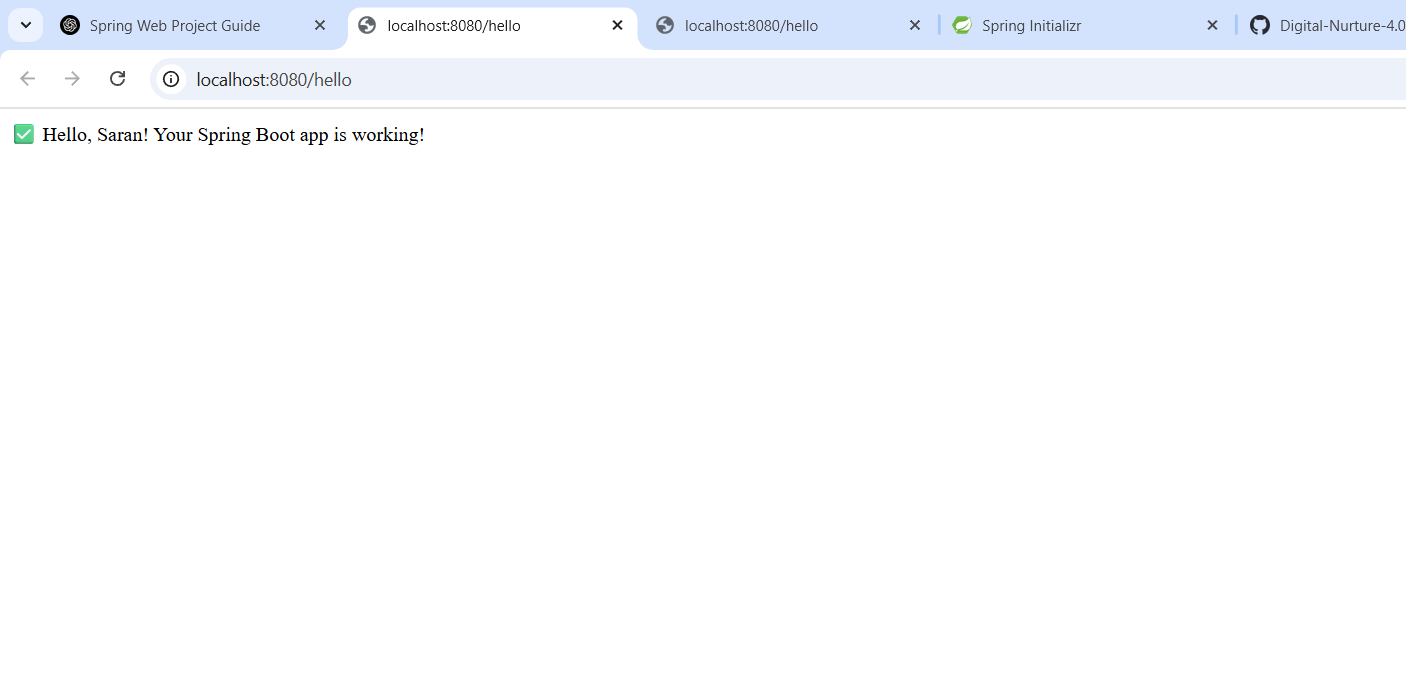 Spring Web Project Guide
localhost:8080/hello
localhost:8080/hello
Spring Initializr
Digital-Nurture-4.0
localhost:8080/hello
✅ Hello, Saran! Your Spring Boot app is working!